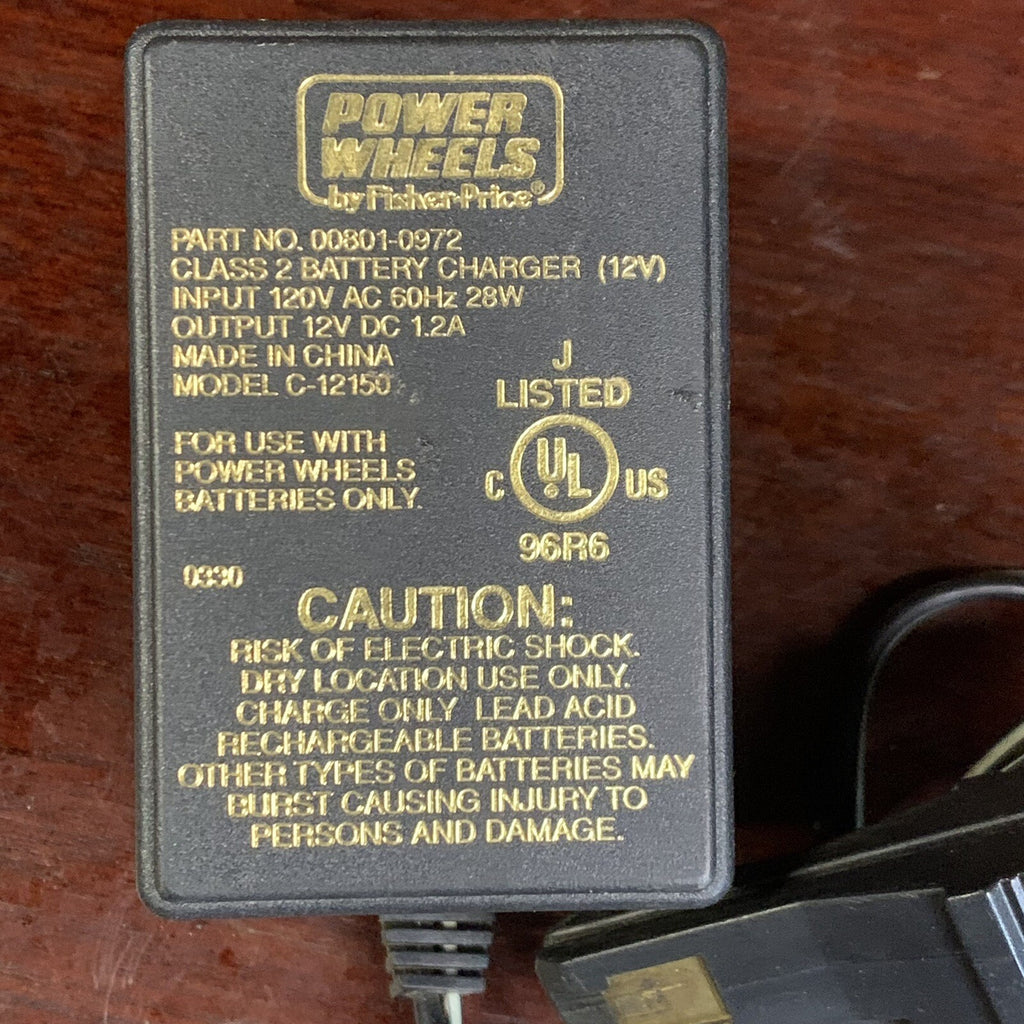 POWER
WHEELS
by Fisher-Price®
PART NO. 00801-0972
CLASS 2 BATTERY CHARGER (12V)
INPUT 120V AC 60Hz 28W
OUTPUT 12V DC 1.2A
MADE IN CHINA
MODEL C-12150
J
LISTED
C UL US
96R6
FOR USE WITH
POWER WHEELS
BATTERIES ONLY.
0330
CAUTION:
RISK OF ELECTRIC SHOCK.
DRY LOCATION USE ONLY.
CHARGE ONLY LEAD ACID
RECHARGEABLE BATTERIES.
OTHER TYPES OF BATTERIES MAY
BURST CAUSING INJURY TO
PERSONS AND DAMAGE.